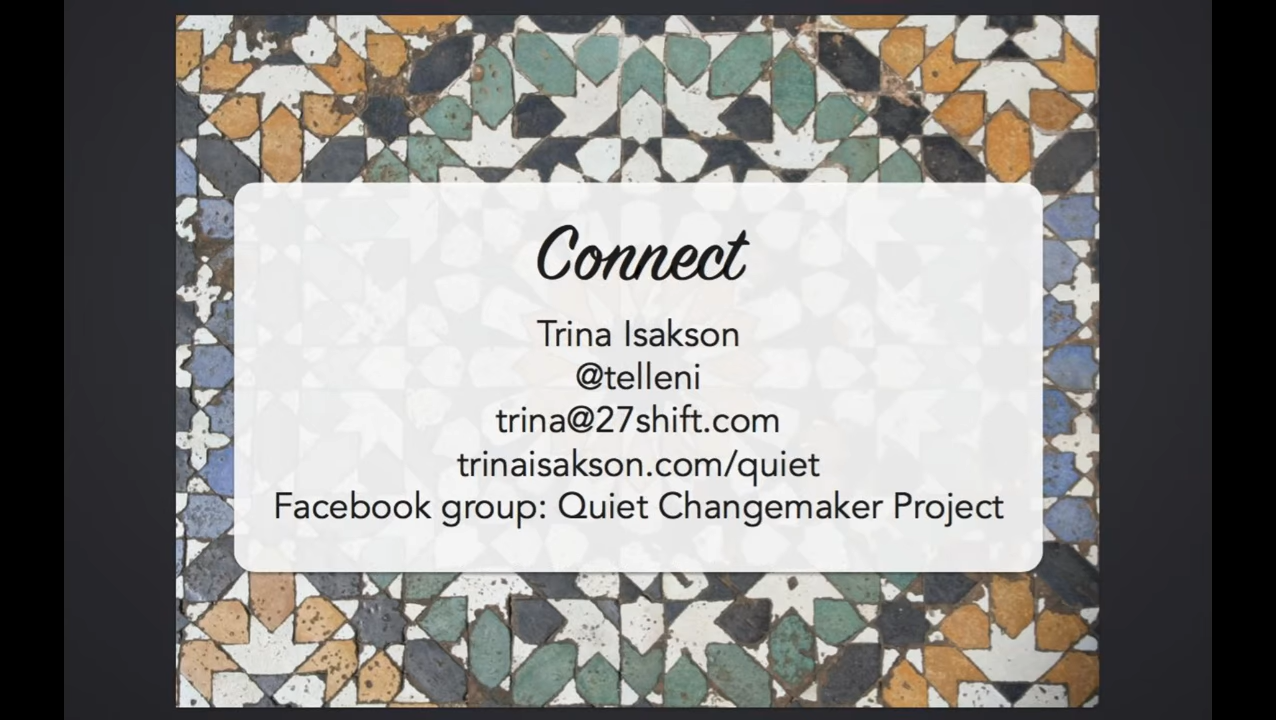 Connect
Trina Isakson
@telleni
trina@27shift.com
trinaisakson.com/quiet
Facebook group: Quiet Changemaker Project